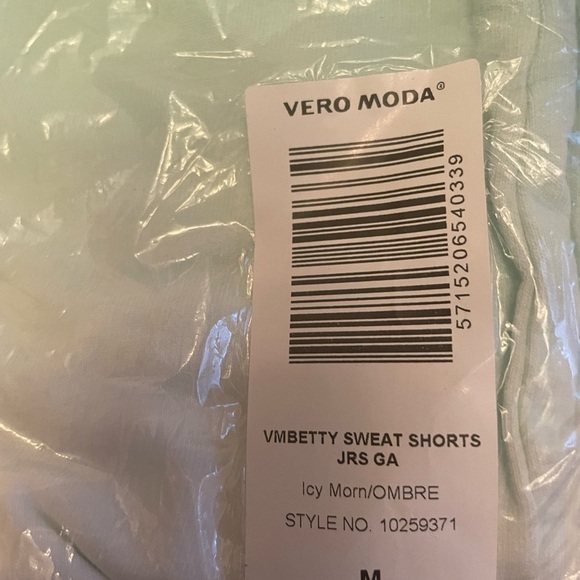 VERO MODA®
5715206540339
VMBETTY SWEAT SHORTS
JRS GA
Icy Morn/OMBRE
STYLE NO. 10259371
M